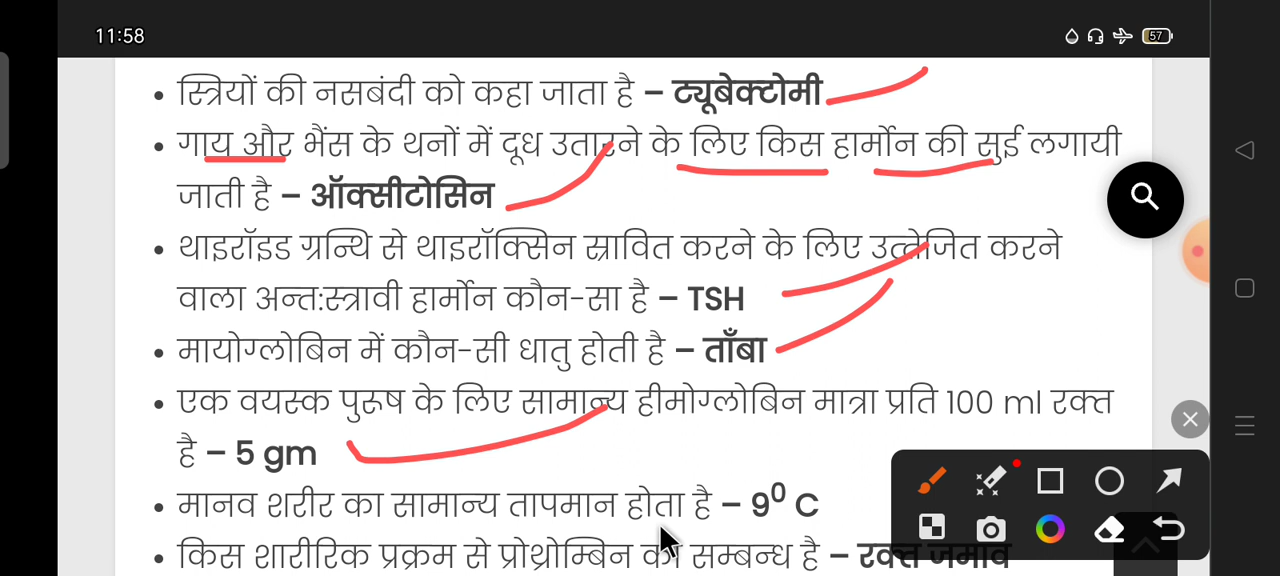 11:58
57
• स्त्रियों की नसबंदी को कहा जाता है – ट्यूबेक्टोमी
• गाय और भैंस के थनों में दूध उतारने के लिए किस हार्मोन की सुई लगायी
जाती है – ऑक्सीटोसिन
• थाइरॉइड ग्रन्थि से थाइरॉक्सिन स्रावित करने के लिए उत्तेजित करने
वाला अन्त:स्त्रावी हार्मोन कौन-सा है – TSH
• मायोग्लोबिन में कौन-सी धातु होती है – ताँबा
• एक वयस्क पुरूष के लिए सामान्य हीमोग्लोबिन मात्रा प्रति 100 ml रक्त
है – 5 gm
• मानव शरीर का सामान्य तापमान होता है – 9⁰ C
• किस शारीरिक प्रक्रम से प्रोथ्रोम्बिन का सम्बन्ध है – रक्त जमाव